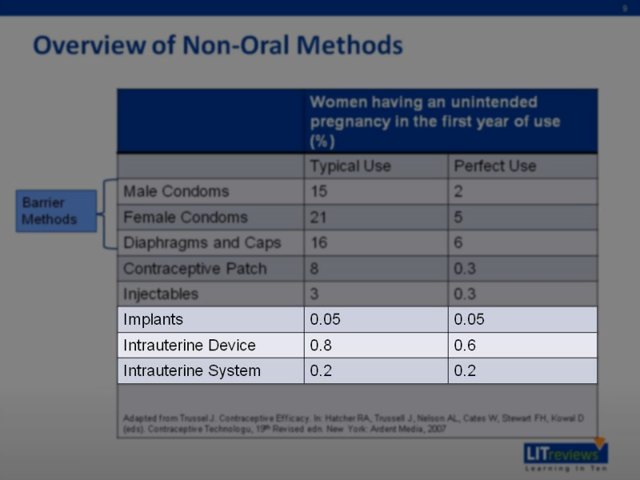 9
Overview of Non-Oral Methods
Women having an unintended
pregnancy in the first year of use
(%)
Typical Use Perfect Use
Barrier
Methods
Male Condoms 15 2
Female Condoms 21 5
Diaphragms and Caps 16 6
Contraceptive Patch 8 0.3
Injectables 3 0.3
Implants 0.05 0.05
Intrauterine Device 0.8 0.6
Intrauterine System 0.2 0.2
Adapted from Trussel J. Contraceptive Efficacy. In: Hatcher RA, Trussell J, Nelson AL, Cates W, Stewart FH, Kowal D
(eds). Contraceptive Technologu, 19th Revised edn. New York: Ardent Media, 2007
LITreviews
Learning In Ten